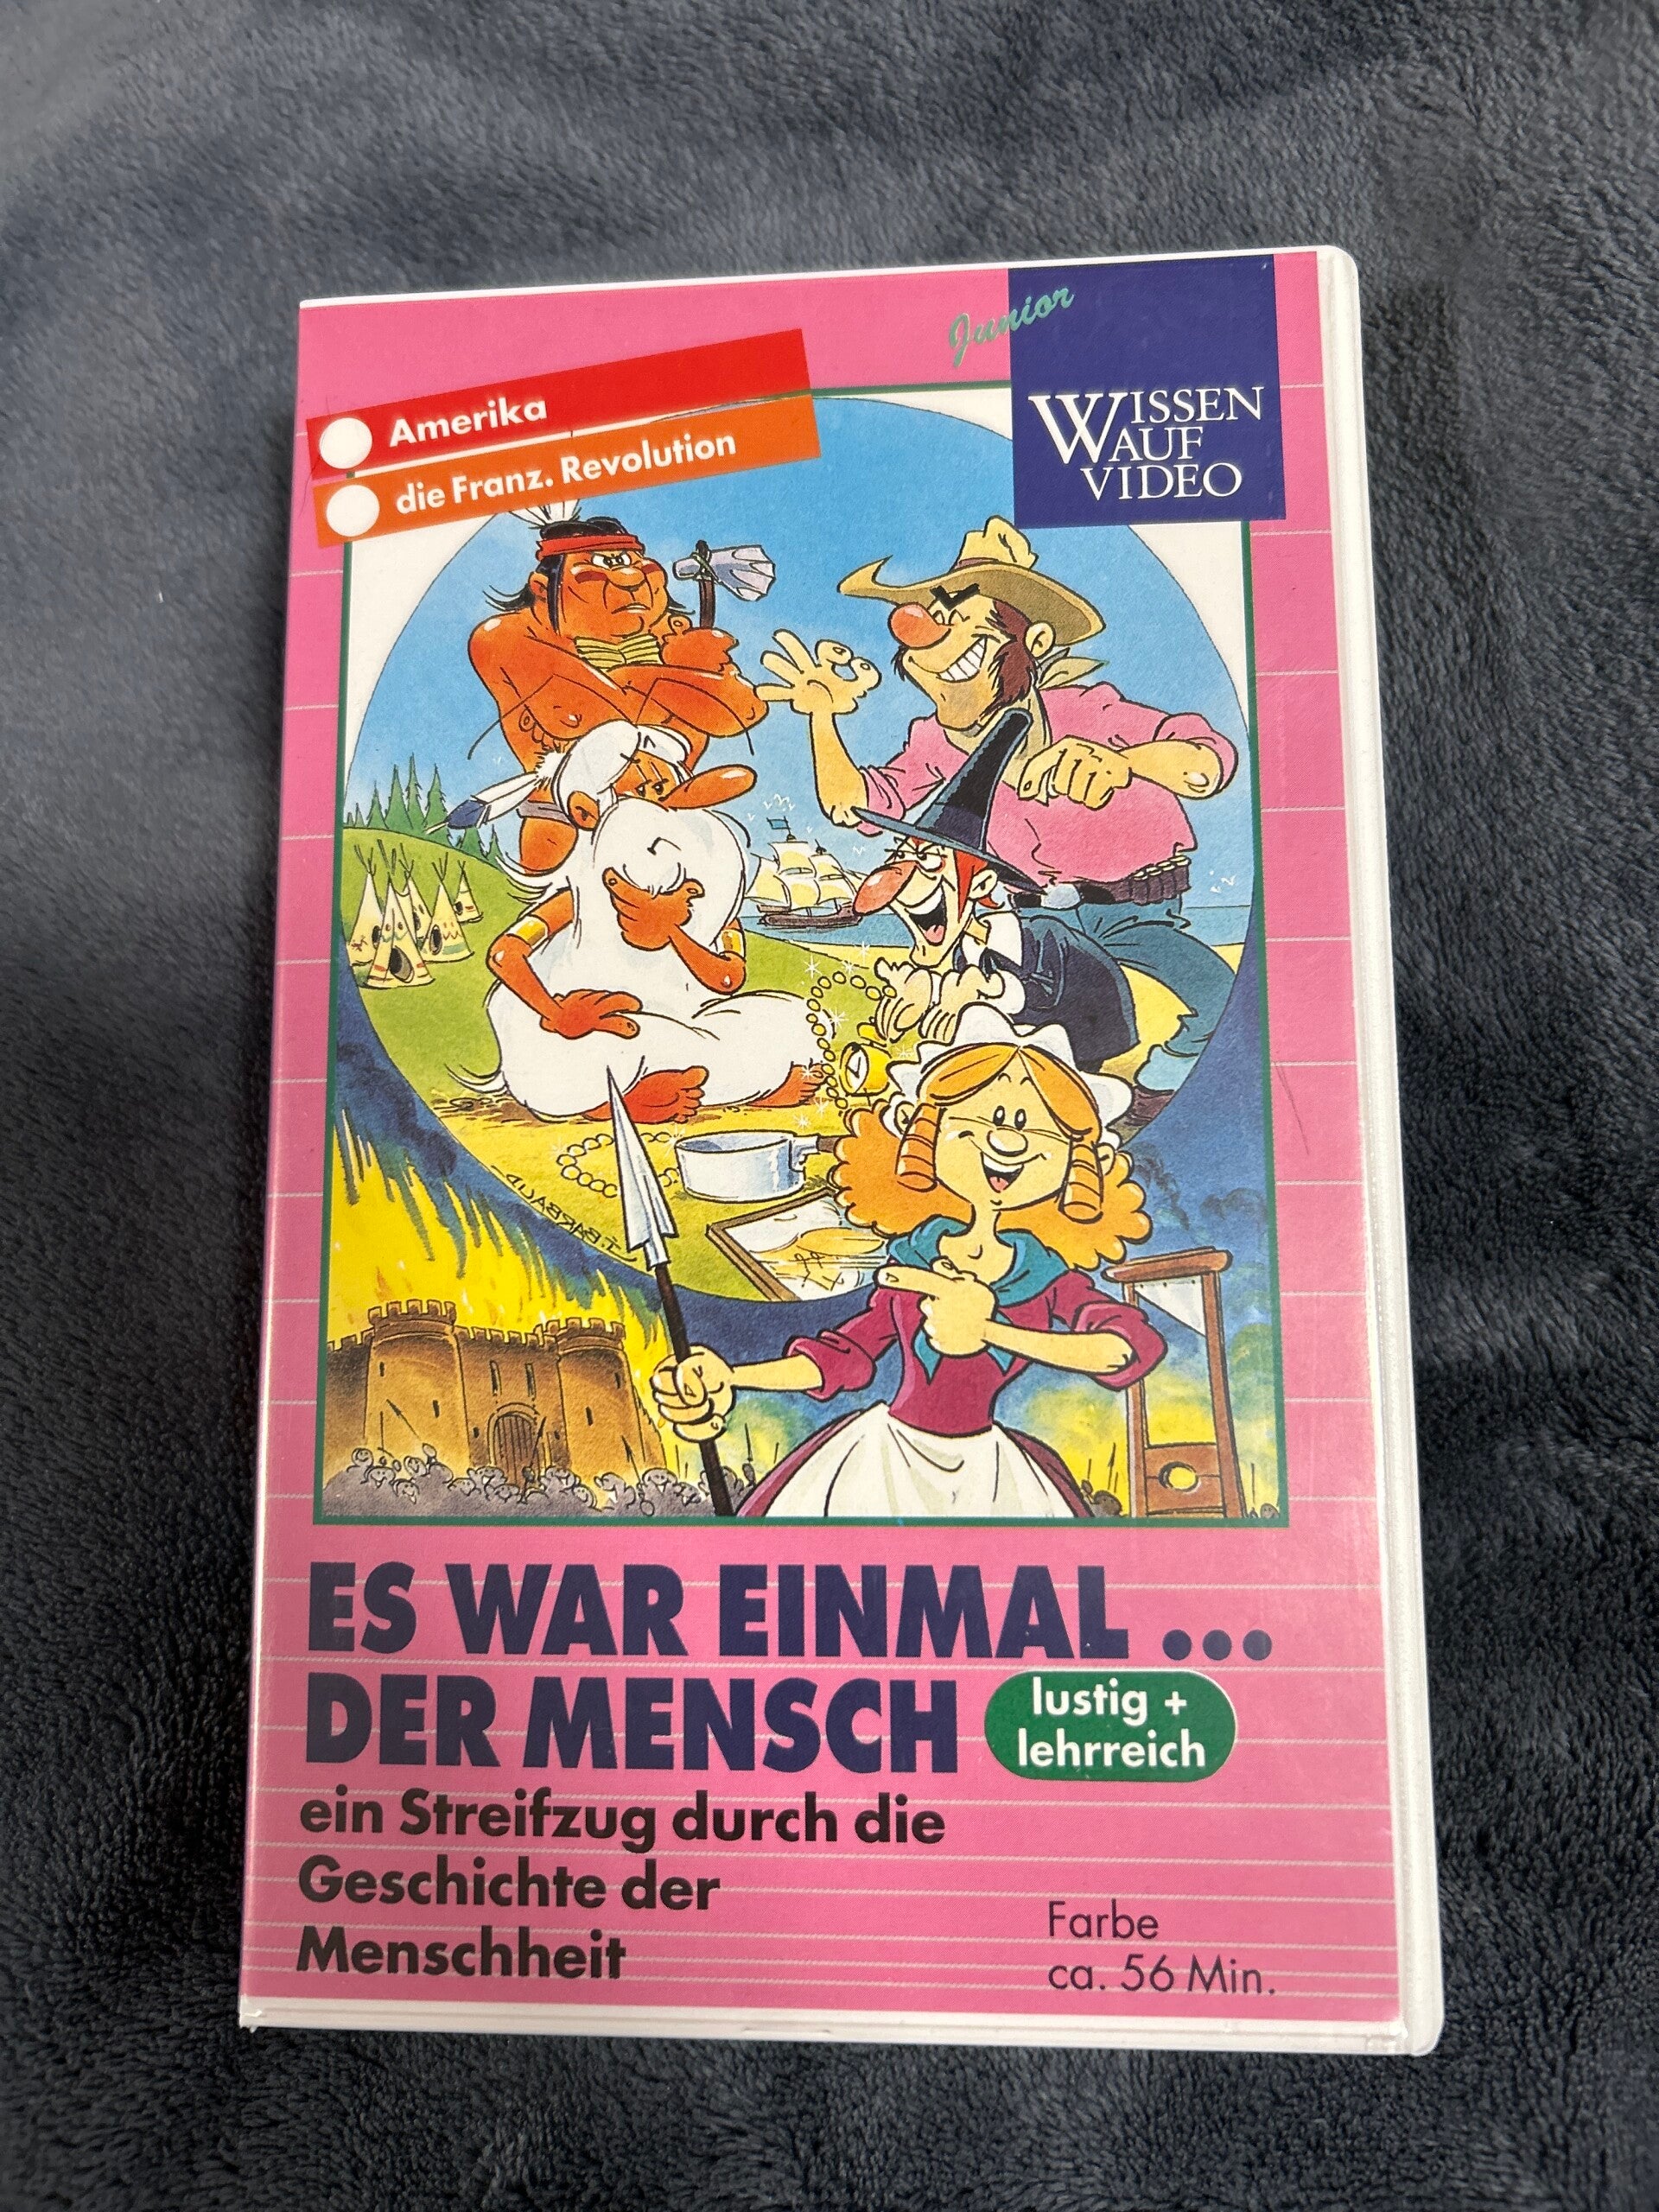 Junior
WISSEN
AUF
VIDEO
Amerika
die Franz. Revolution
J. BARBAUD
ES WAR EINMAL ...
DER MENSCH
lustig +
lehrreich
ein Streifzug durch die
Geschichte der
Menschheit
Farbe
ca. 56 Min.